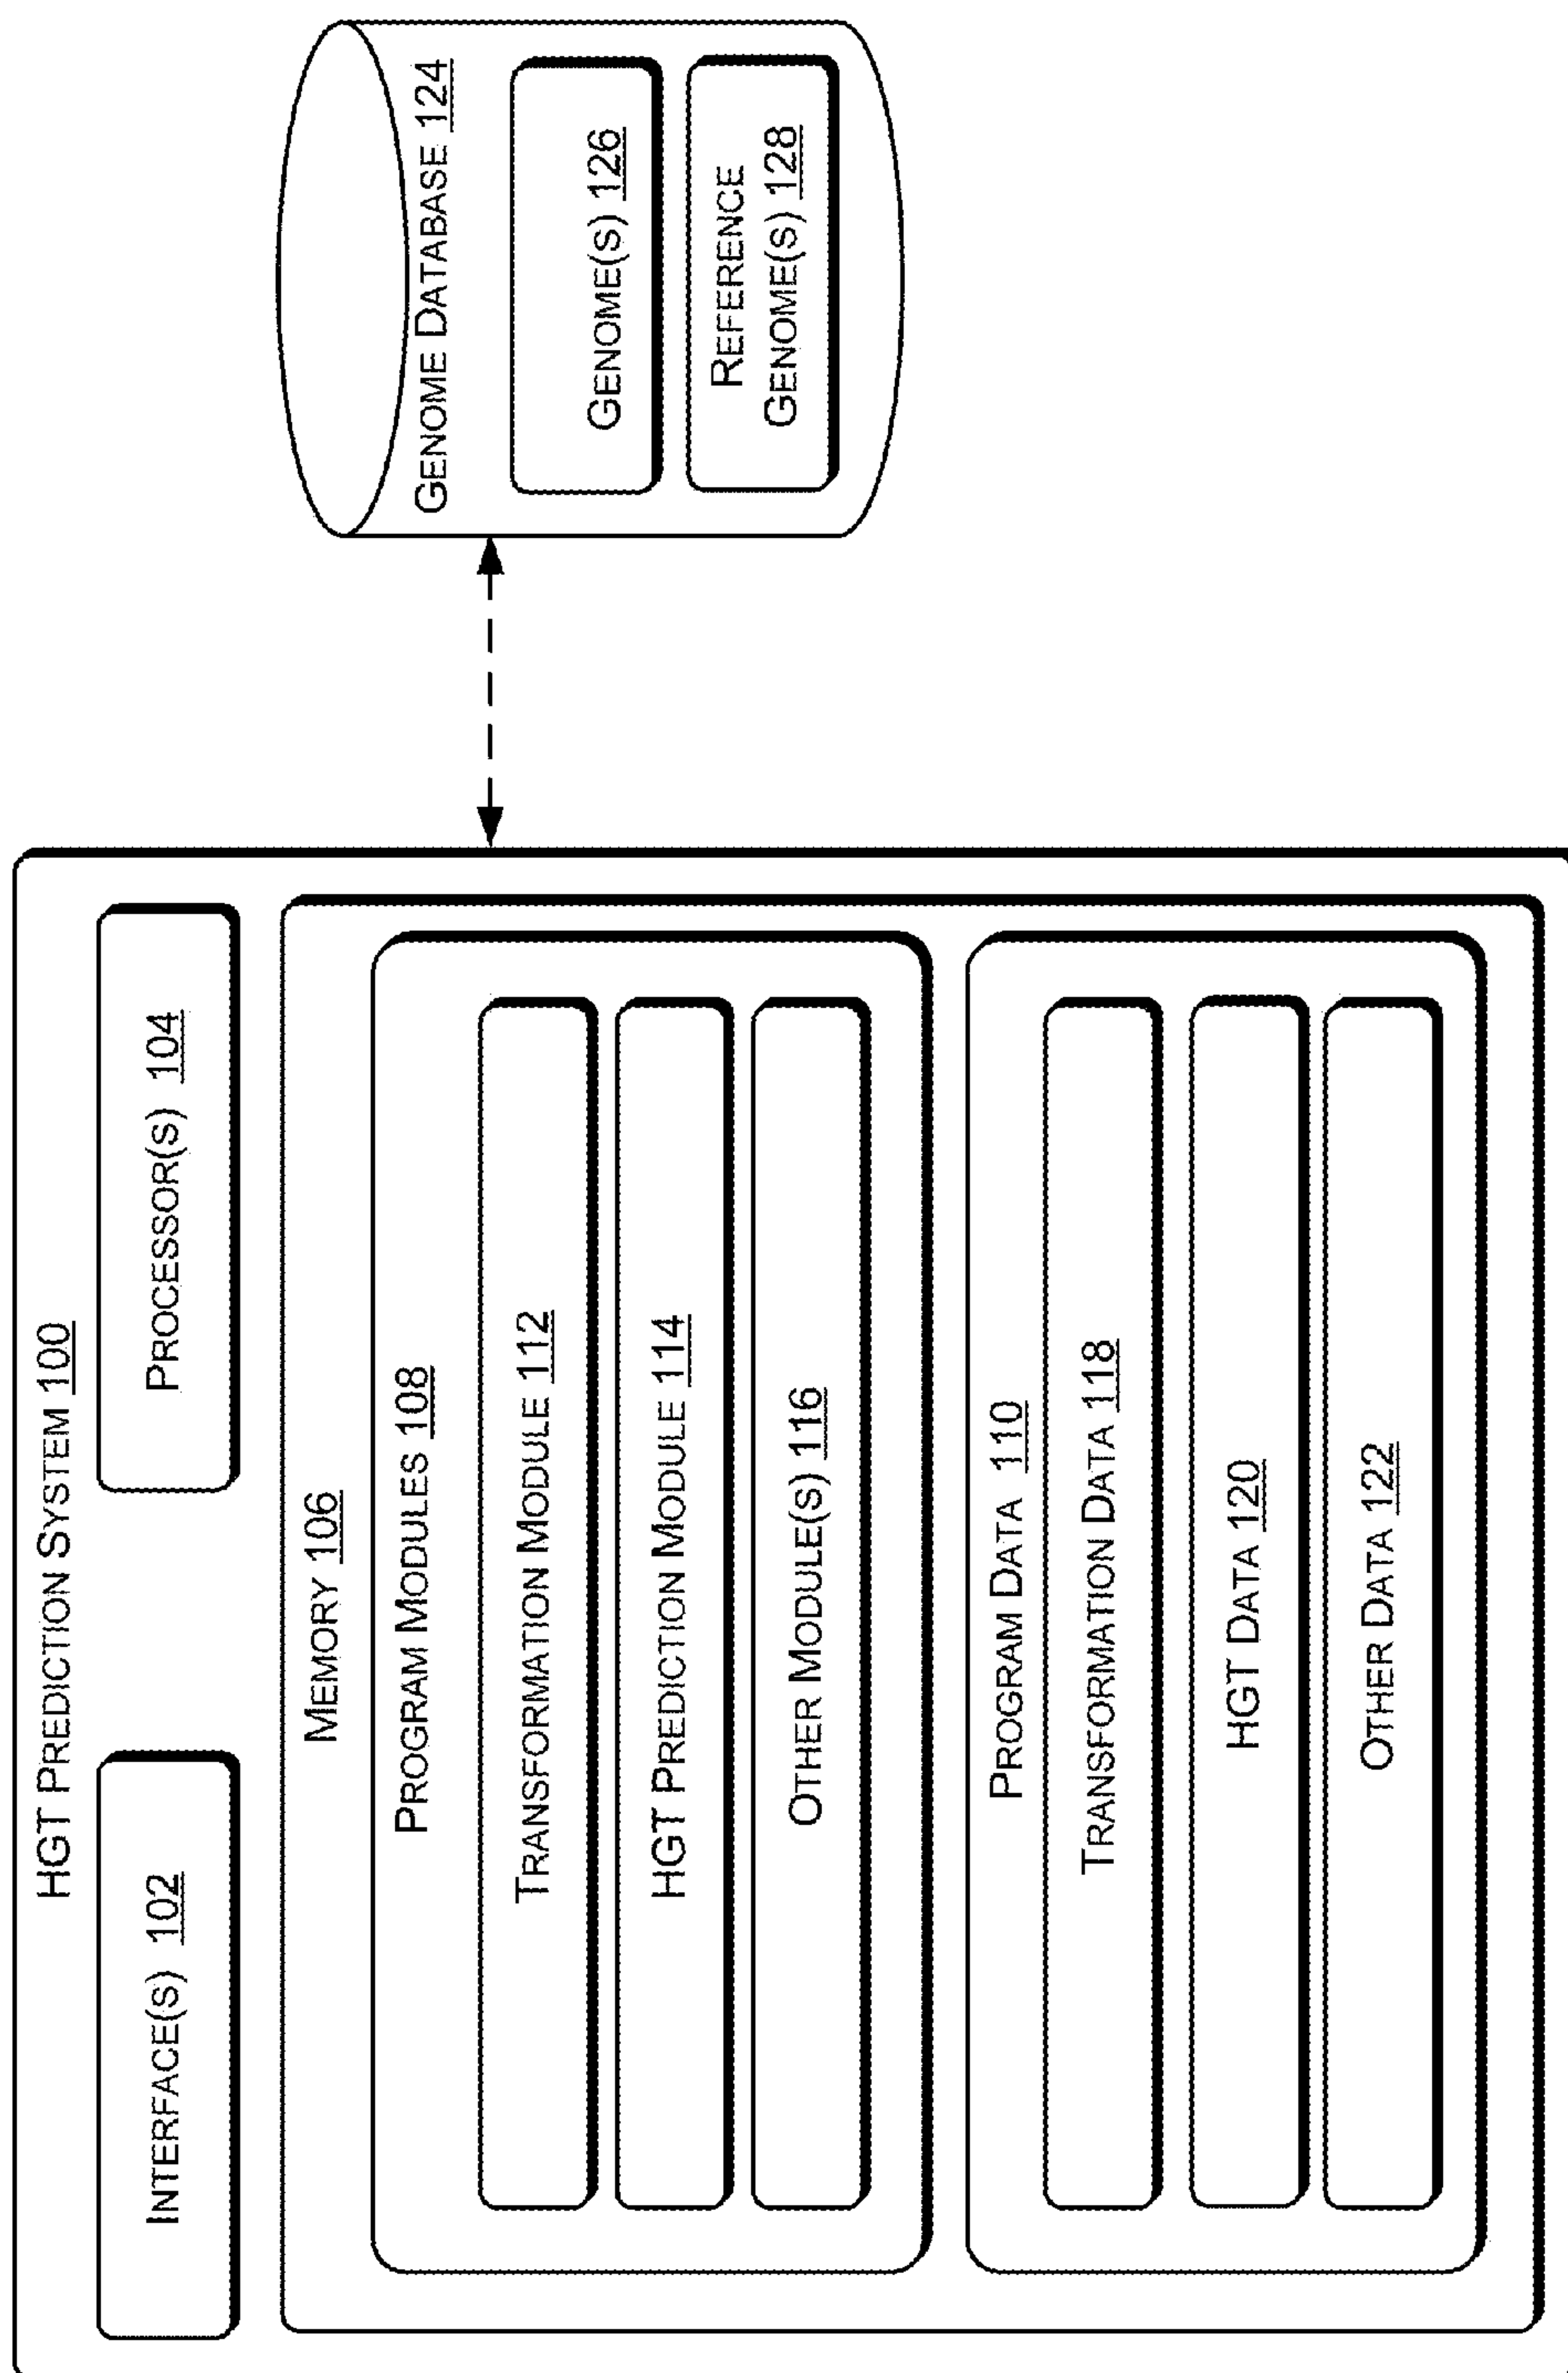 HGT PREDICTION SYSTEM 100
INTERFACE(S) 102
PROCESSOR(S) 104
MEMORY 106
PROGRAM MODULES 108
TRANSFORMATION MODULE 112
HGT PREDICTION MODULE 114
OTHER MODULE(S) 116
PROGRAM DATA 110
TRANSFORMATION DATA 118
HGT DATA 120
OTHER DATA 122
GENOME DATABASE 124
GENOME(S) 126
REFERENCE
GENOME(S) 128